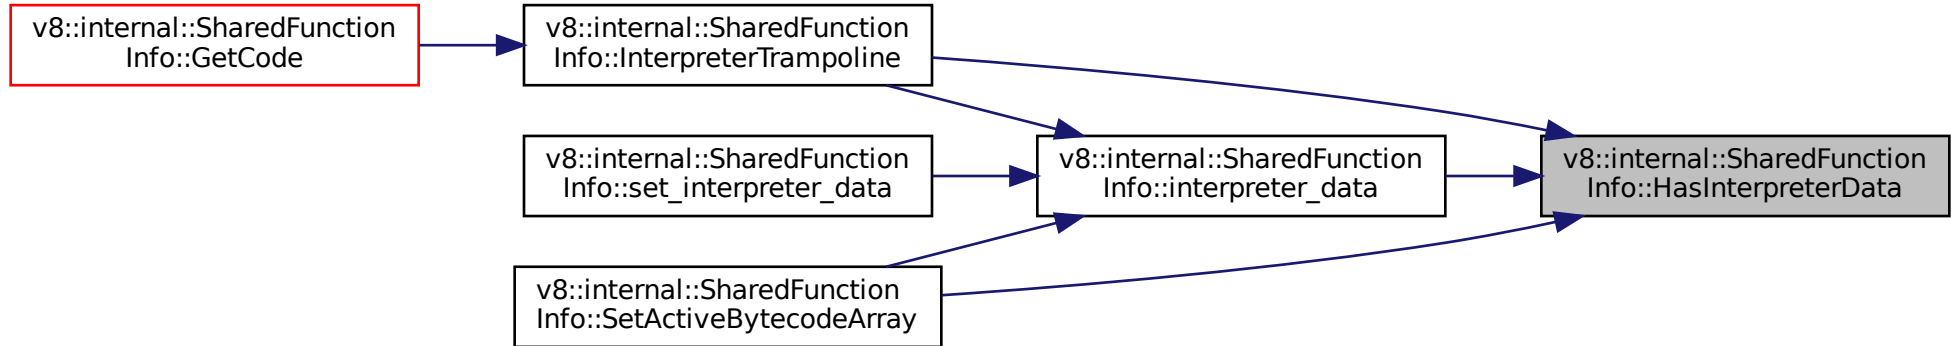 v8::internal::SharedFunction
Info::GetCode
v8::internal::SharedFunction
Info::InterpreterTrampoline
v8::internal::SharedFunction
Info::set_interpreter_data
v8::internal::SharedFunction
Info::SetActiveBytecodeArray
v8::internal::SharedFunction
Info::interpreter_data
v8::internal::SharedFunction
Info::HasInterpreterData